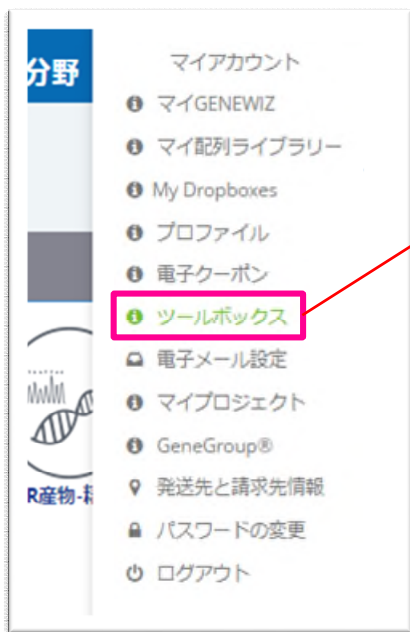 分野
マイアカウント
マイGENEWIZ
マイ配列ライブラリー
My Dropboxes
プロファイル
電子クーポン
ツールボックス
電子メール設定
マイプロジェクト
GeneGroup®
R産物-
発送先と請求先情報
パスワードの変更
ログアウト